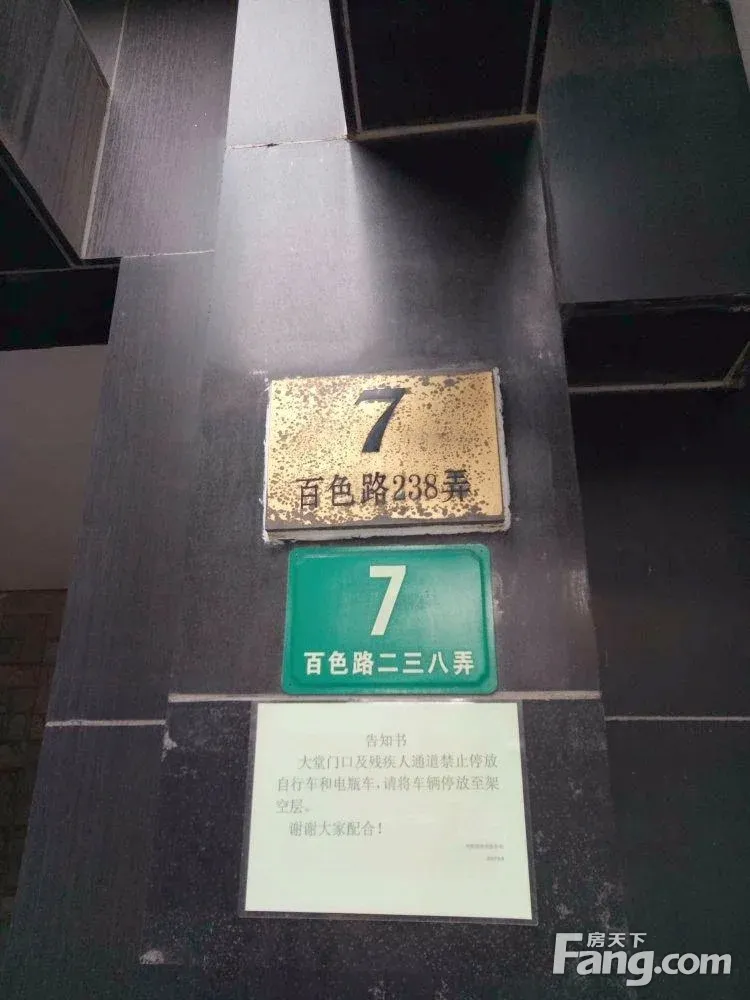 7
百色路238弄
7
百色路二三八弄
告知书
大堂门口及残疾人通道禁止停放
自行车和电瓶车,请将车辆停放至架
空层。
谢谢大家配合!
房天下
Fang.com